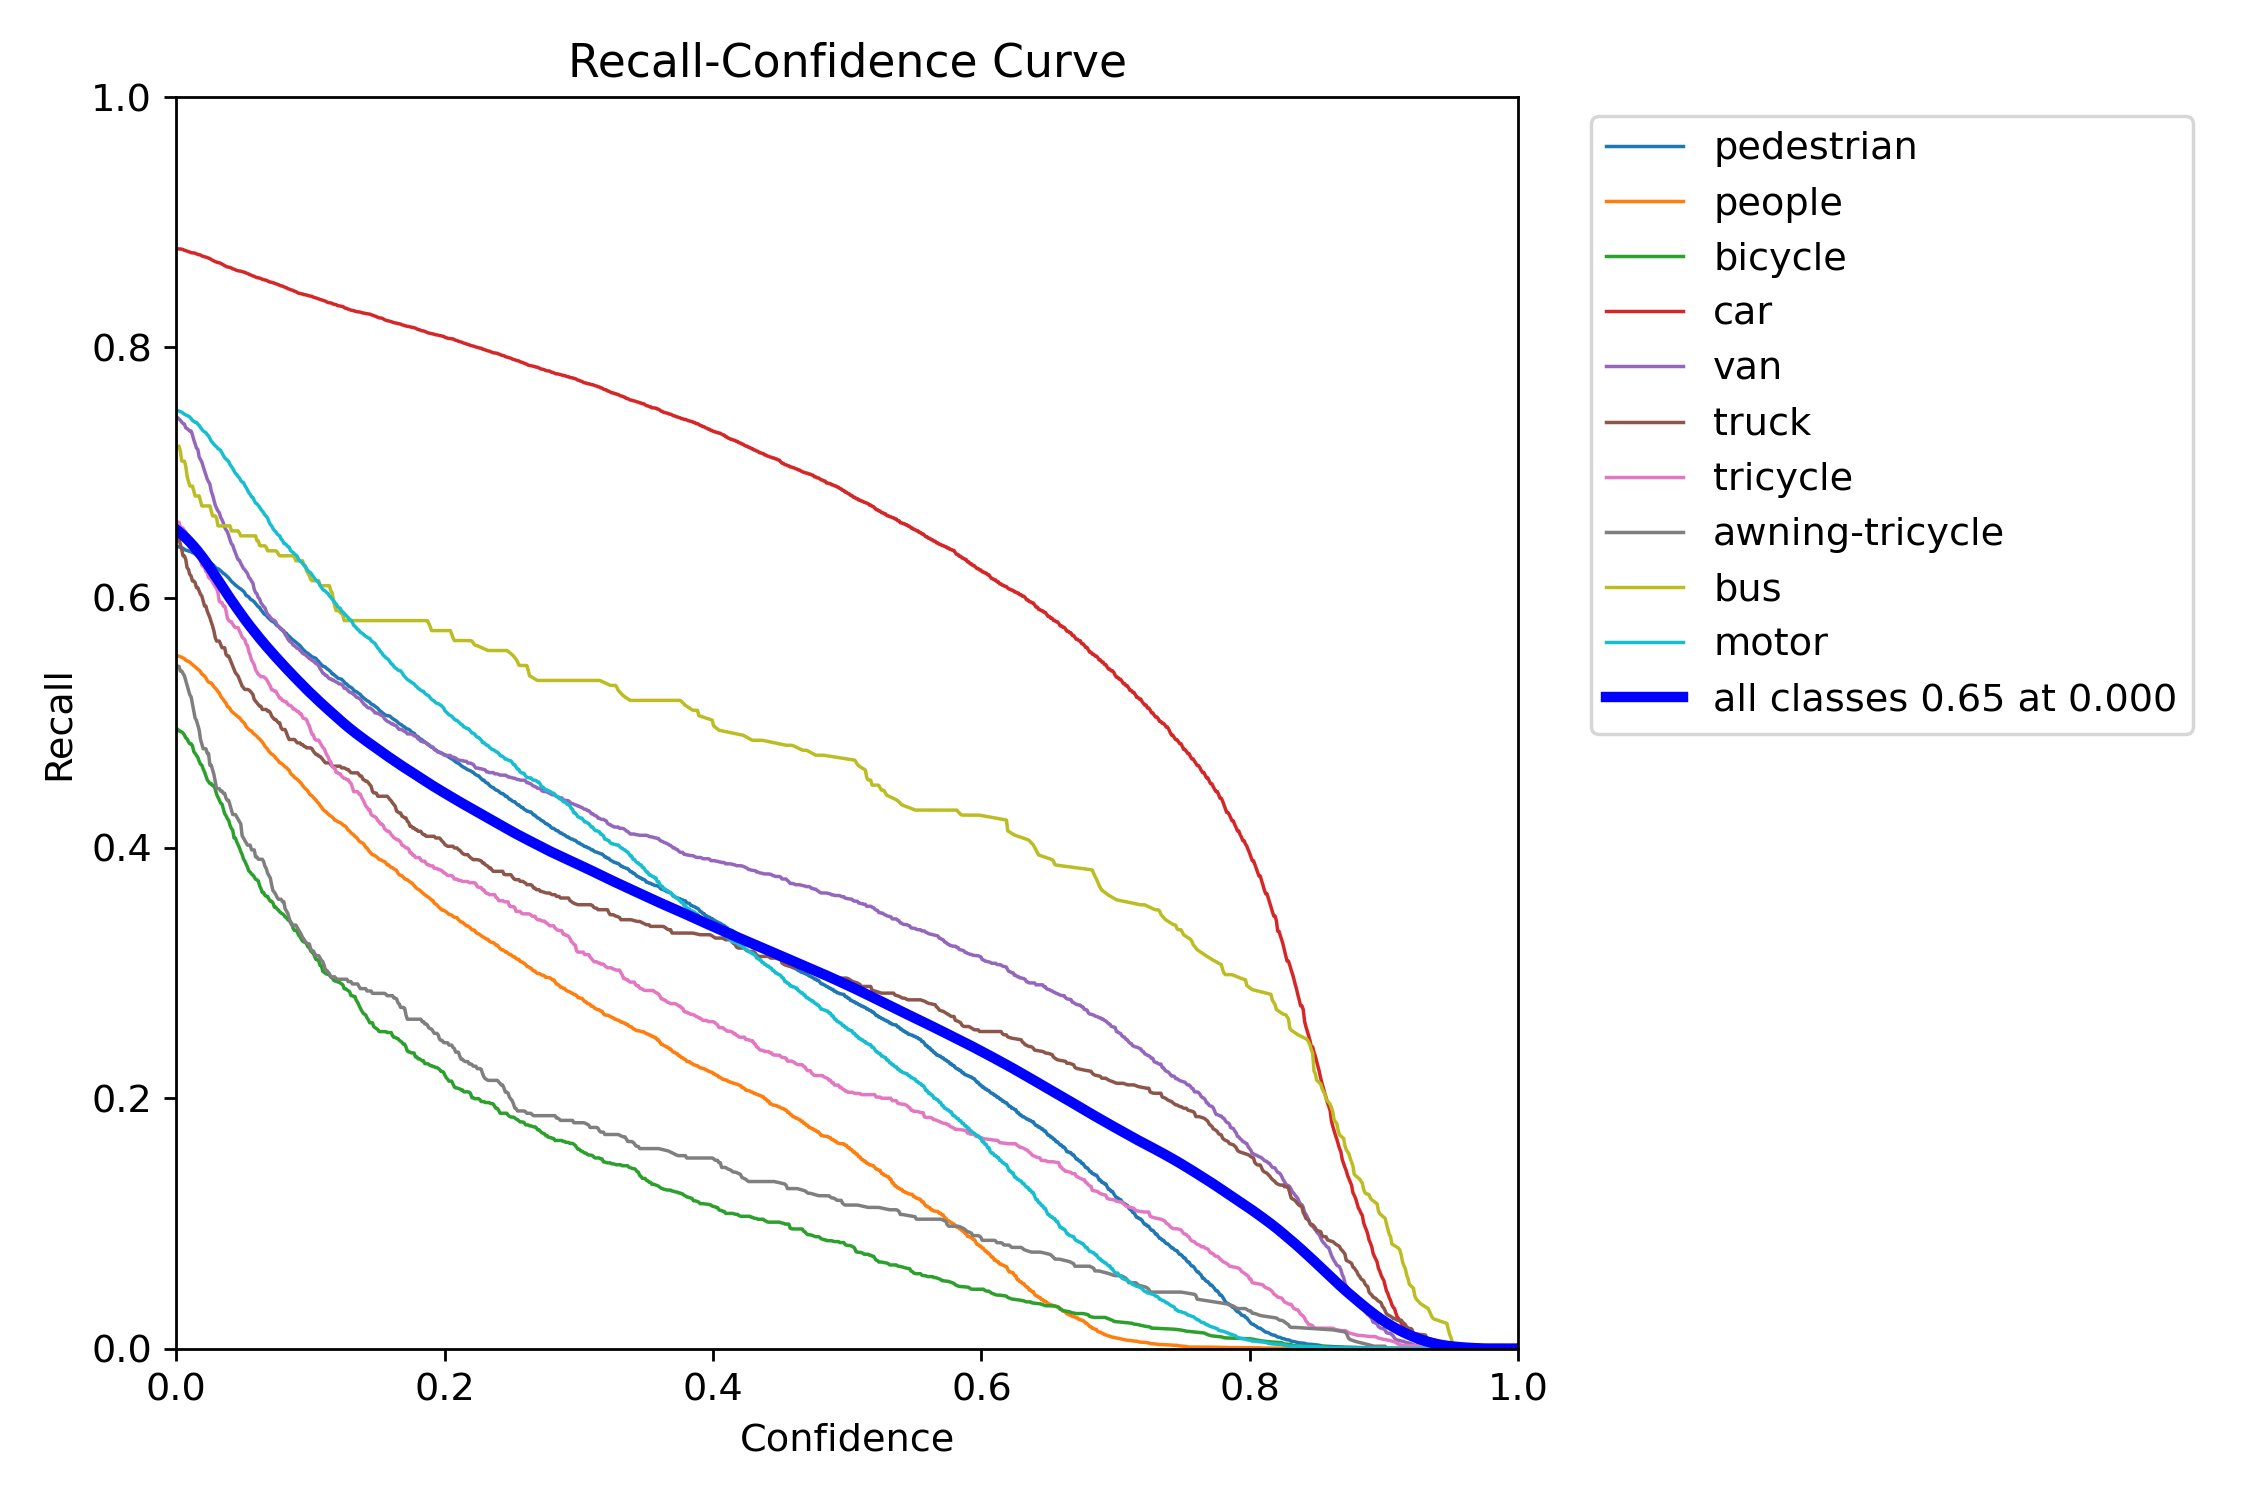 Recall-Confidence Curve
1.0
0.8
0.6
0.4
0.2
0.0
Recall
0.0 0.2 0.4 0.6 0.8 1.0
Confidence
pedestrian
people
bicycle
car
van
truck
tricycle
awning-tricycle
bus
motor
all classes 0.65 at 0.000